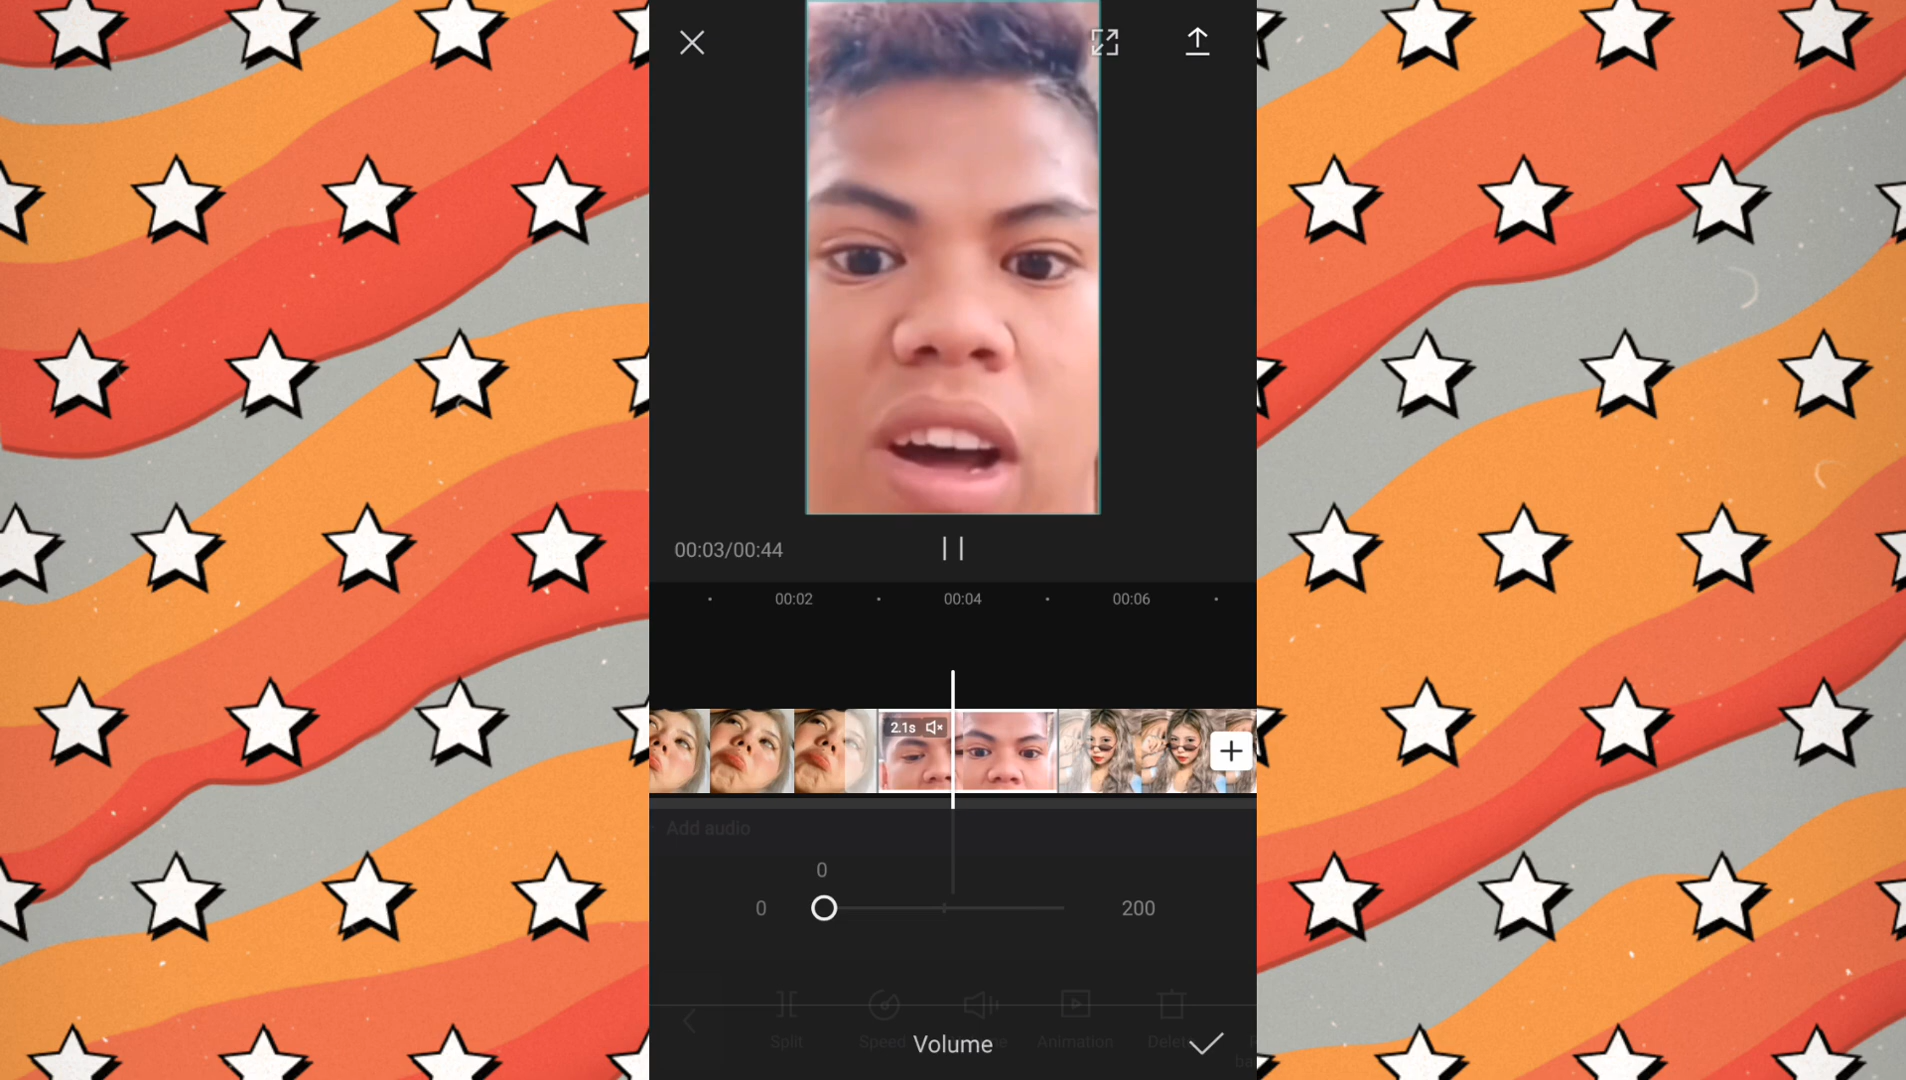 00:03/00:44
00:02 00:04 00:06
2.1s
Add audio
0
0 200
Split Speed Animation Delete
Volume